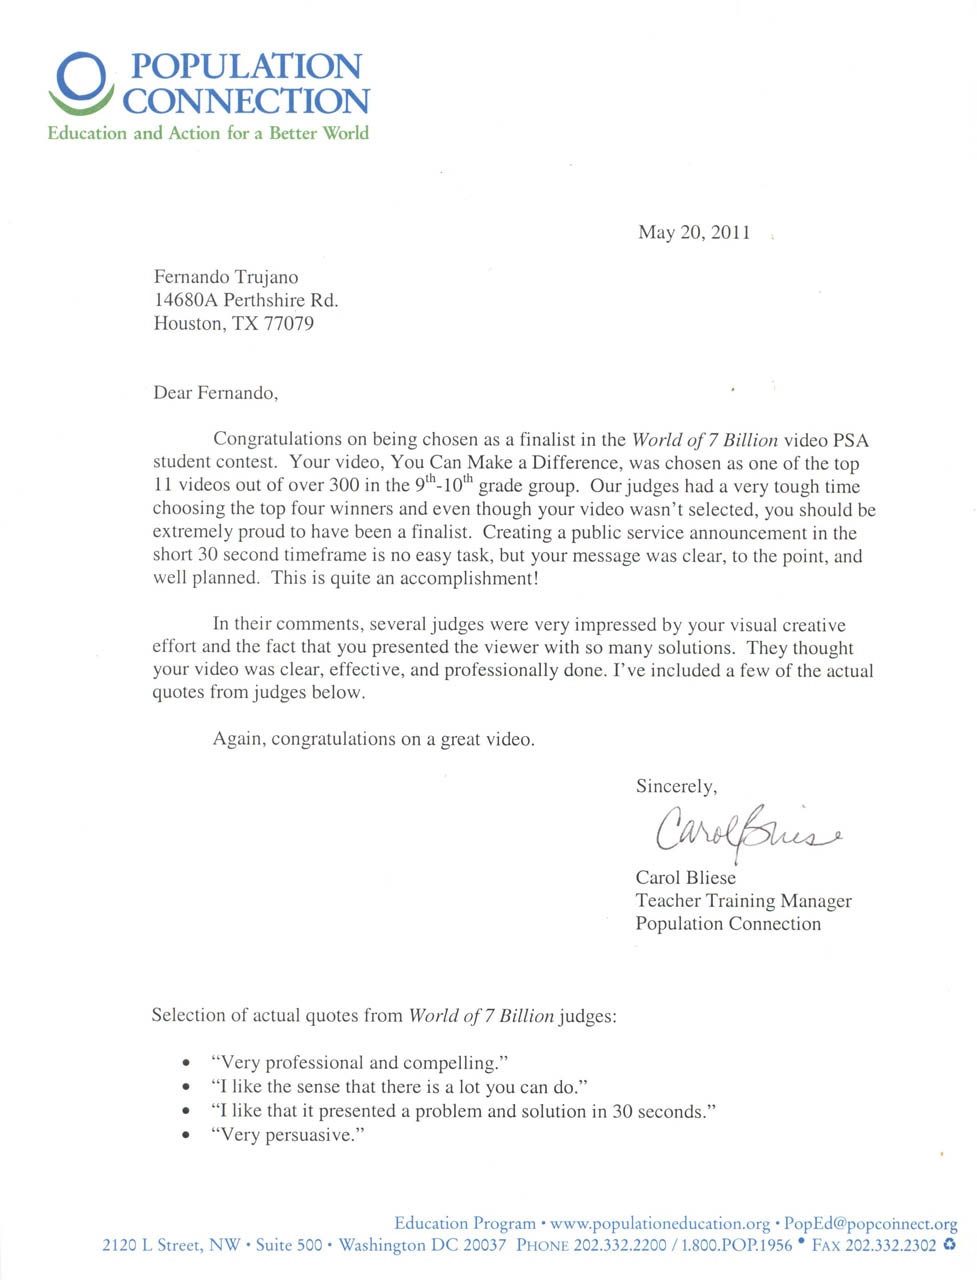 POPULATION
CONNECTION
Education and Action for a Better World
May 20, 2011
Fernando Trujano
14680A Perthshire Rd.
Houston, TX 77079
Dear Fernando,
Congratulations on being chosen as a finalist in the World of 7 Billion video PSA
student contest.  Your video, You Can Make a Difference, was chosen as one of the top
11 videos out of over 300 in the 9th-10th grade group.  Our judges had a very tough time
choosing the top four winners and even though your video wasn't selected, you should be
extremely proud to have been a finalist.  Creating a public service announcement in the
short 30 second timeframe is no easy task, but your message was clear, to the point, and
well planned.  This is quite an accomplishment!
In their comments, several judges were very impressed by your visual creative
effort and the fact that you presented the viewer with so many solutions.  They thought
your video was clear, effective, and professionally done. I've included a few of the actual
quotes from judges below.
Again, congratulations on a great video.
Sincerely,
Carol Bliese
Carol Bliese
Teacher Training Manager
Population Connection
Selection of actual quotes from World of 7 Billion judges:
• "Very professional and compelling."
• "I like the sense that there is a lot you can do."
• "I like that it presented a problem and solution in 30 seconds."
• "Very persuasive."
Education Program • www.populationeducation.org • PopEd@popconnect.org
2120 L Street, NW • Suite 500 • Washington DC 20037 PHONE 202.332.2200 / 1.800.POP.1956 • FAX 202.332.2302